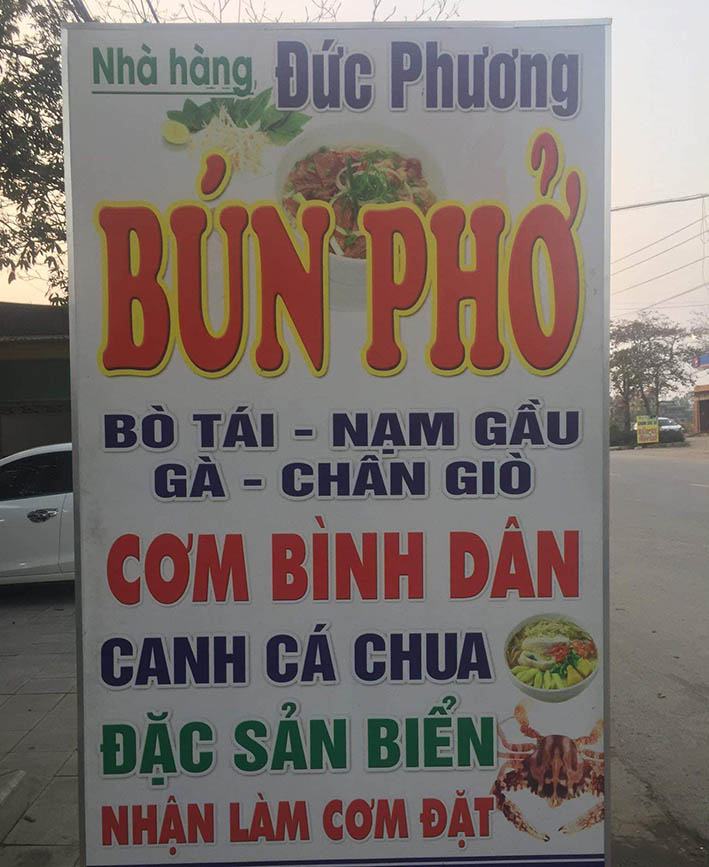 Nhà hàng Đức Phương
BÚN PHỞ
BÒ TÁI - NẠM GẦU
GÀ - CHÂN GIÒ
CƠM BÌNH DÂN
CANH CÁ CHUA
ĐẶC SẢN BIỂN
NHẬN LÀM CƠM ĐẶT